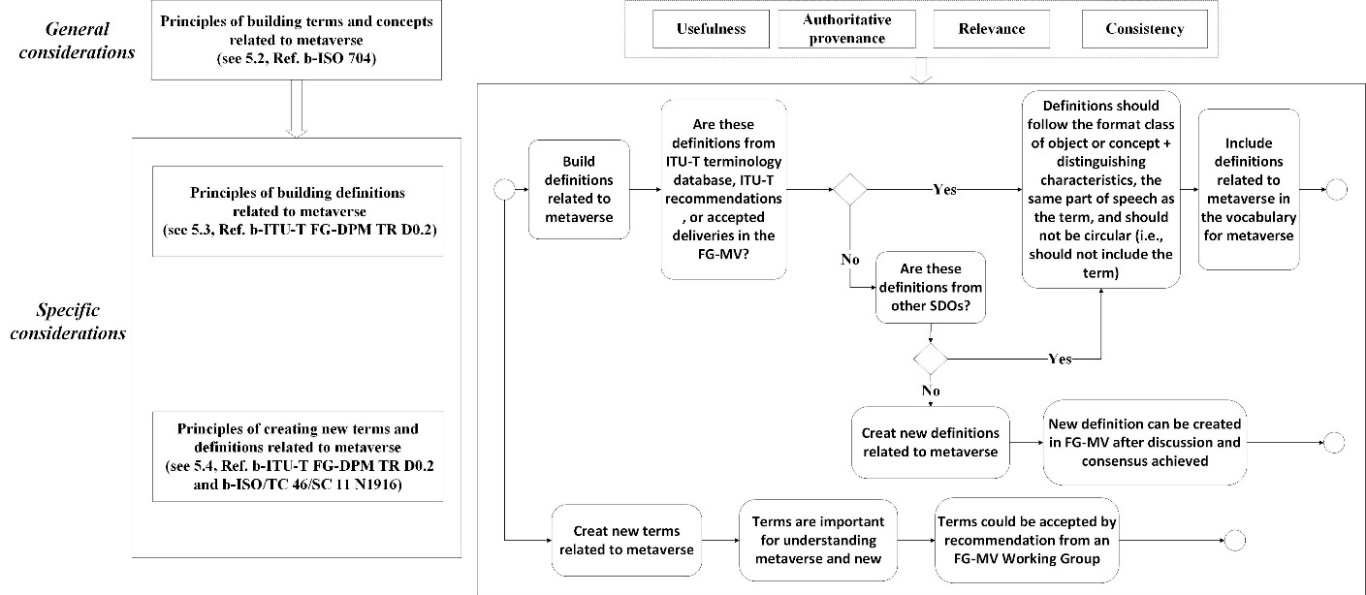 General
considerations
Principles of building terms and concepts
related to metaverse
(see 5.2, Ref. b-ISO 704)
Specific
considerations
Principles of building definitions
related to metaverse
(see 5.3, Ref. b-ITU-T FG-DPM TR D0.2)
Principles of creating new terms and
definitions related to metaverse
(see 5.4, Ref. b-ITU-T FG-DPM TR D0.2
and b-ISO/TC 46/SC 11 N1916)
Usefulness
Authoritative
provenance
Relevance
Consistency
Build
definitions
related to
metaverse
Are these
definitions from
ITU-T terminology
database, ITU-T
recommendations
, or accepted
deliveries in the
FG-MV?
Yes
No
Definitions should
follow the format class
of object or concept +
distinguishing
characteristics, the
same part of speech as
the term, and should
not be circular (i.e.,
should not include the
term)
Include
definitions
related to
metaverse in
the vocabulary
for metaverse
Are these
definitions from
other SDOs?
Yes
No
Creat new definitions
related to metaverse
New definition can be created
in FG-MV after discussion and
consensus achieved
Creat new terms
related to metaverse
Terms are important
for understanding
metaverse and new
Terms could be accepted by
recommendation from an
FG-MV Working Group